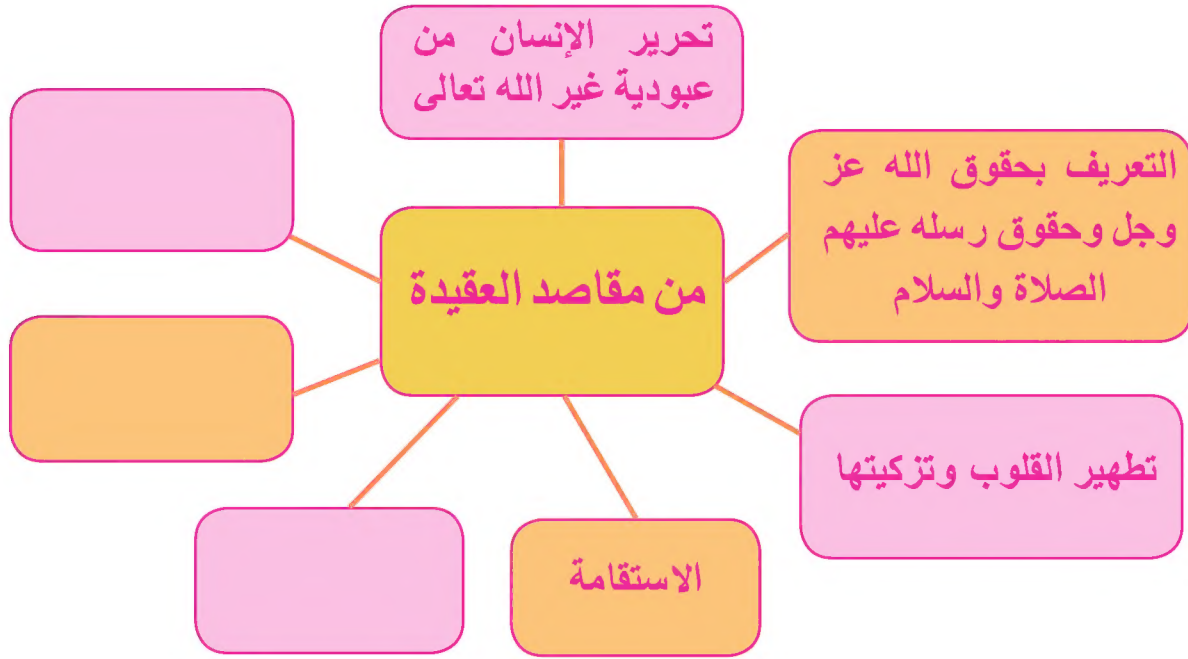 تحرير الإنسان من
عبودية غير الله تعالى
التعريف بحقوق الله عز
وجل وحقوق رسله عليهم
الصلاة والسلام
من مقاصد العقيدة
تطهير القلوب وتزكيتها
الاستقامة